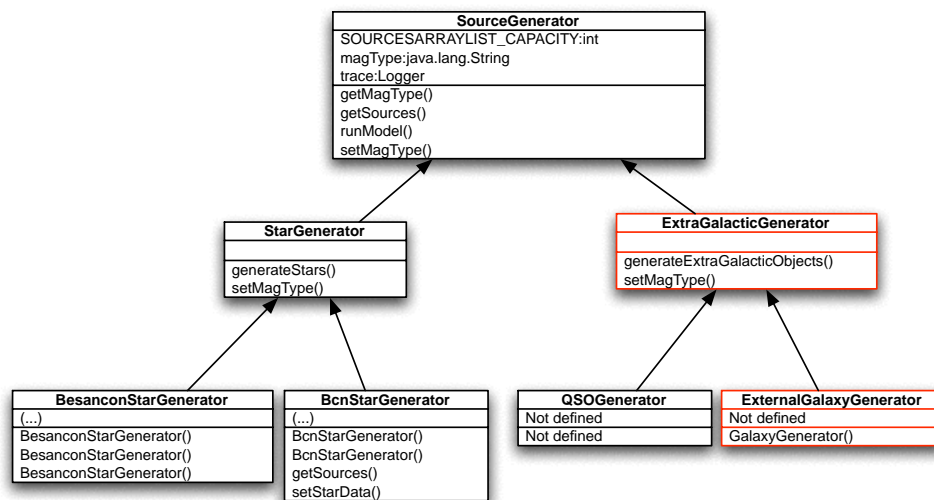 SourceGenerator
SOURCESARRAYLIST_CAPACITY:int
magType:java.lang.String
trace:Logger
getMagType()
getSources()
runModel()
setMagType()
StarGenerator
generateStars()
setMagType()
ExtraGalacticGenerator
generateExtraGalacticObjects()
setMagType()
BesanconStarGenerator
(...)
BesanconStarGenerator()
BesanconStarGenerator()
BesanconStarGenerator()
BcnStarGenerator
(...)
BcnStarGenerator()
BcnStarGenerator()
getSources()
setStarData()
QSOGenerator
Not defined
Not defined
ExternalGalaxyGenerator
Not defined
GalaxyGenerator()